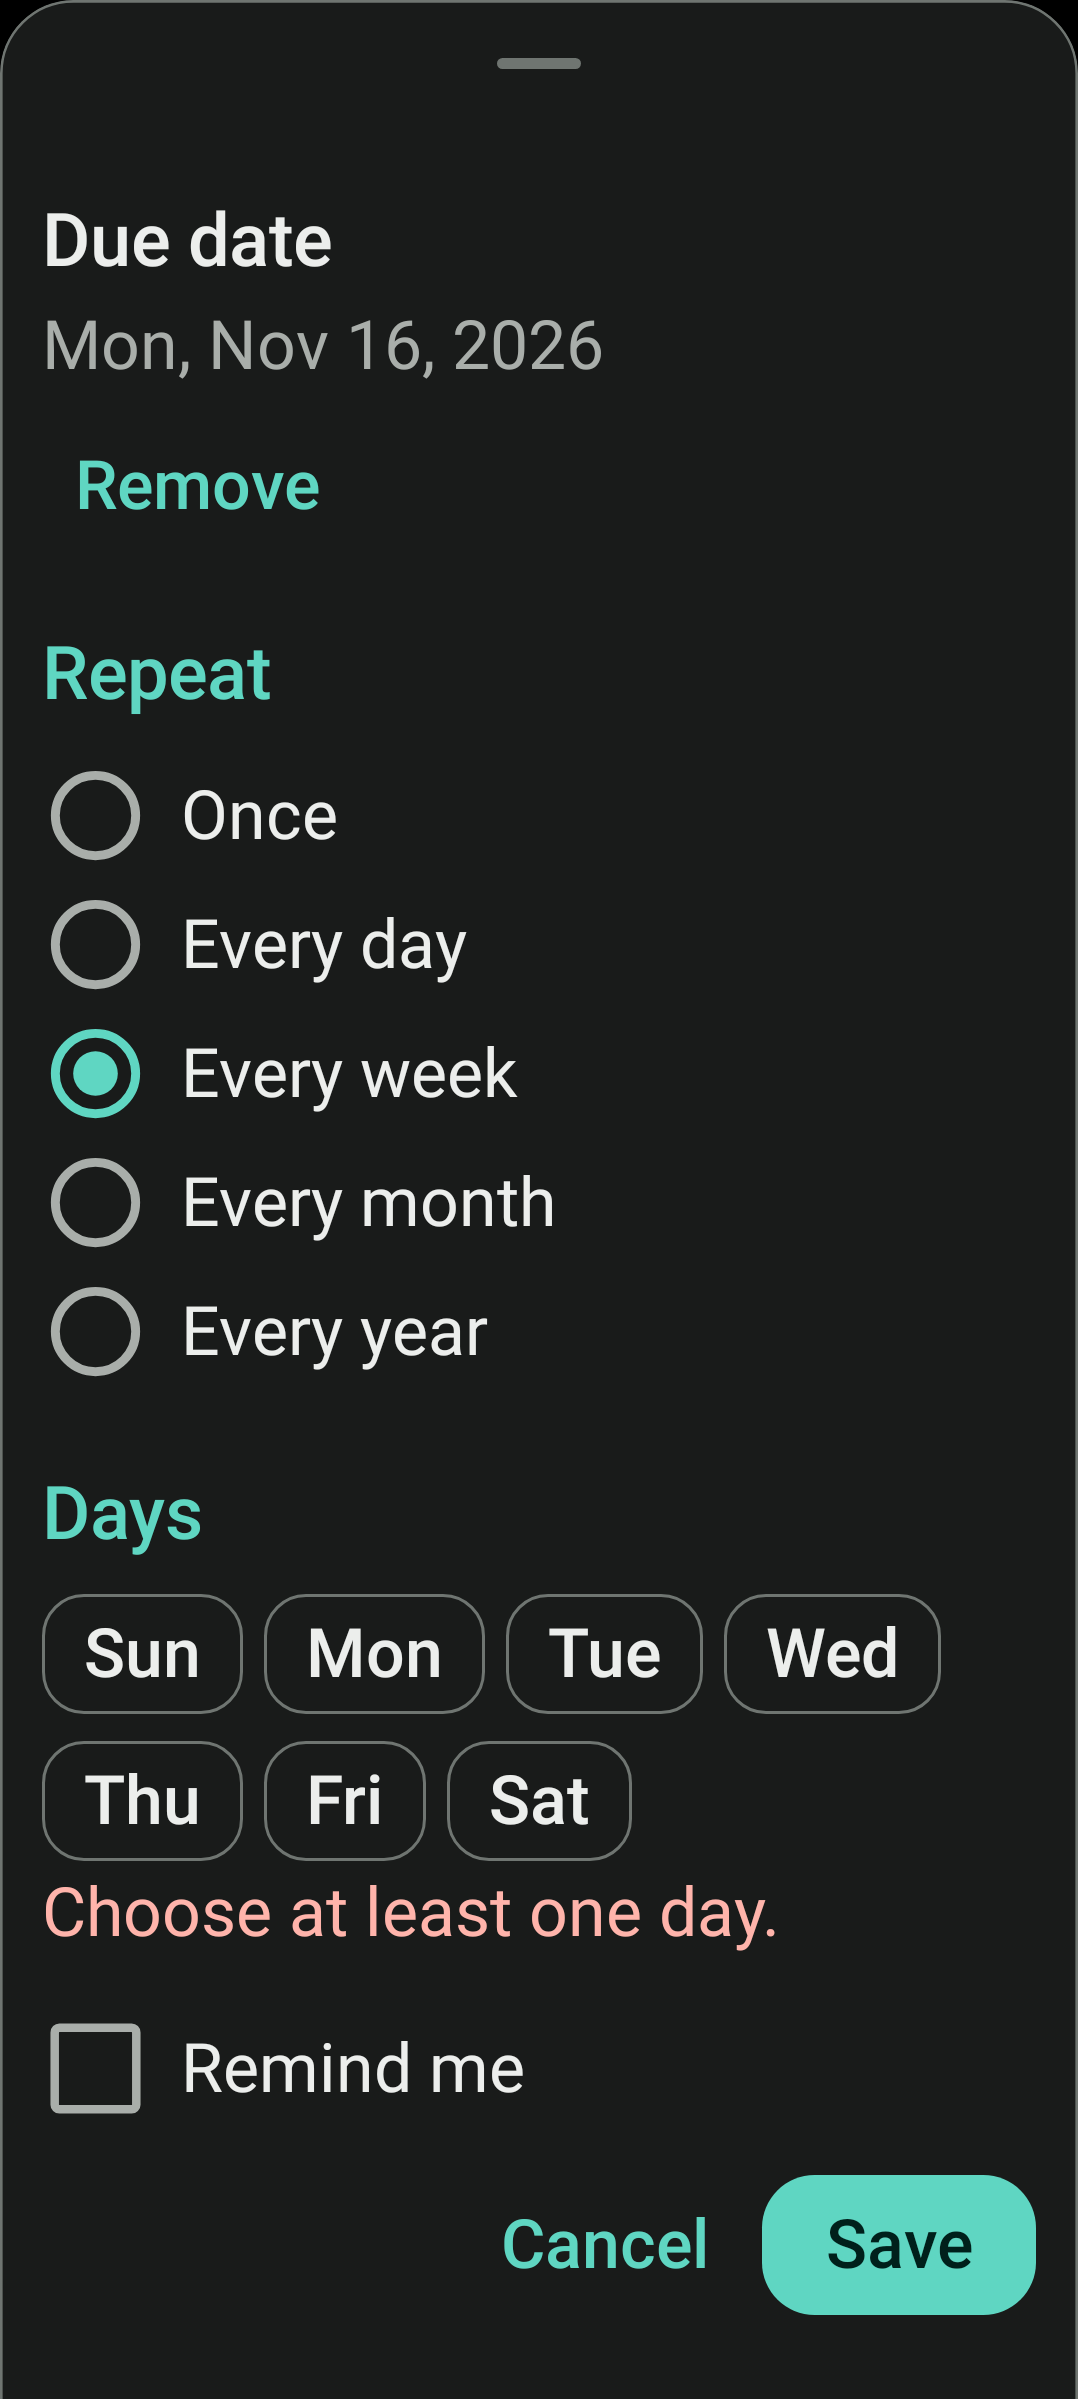 Due date
Mon, Nov 16, 2026
Remove
Repeat
Once
Every day
Every week
Every month
Every year
Days
Sun Mon Tue Wed
Thu Fri Sat
Choose at least one day.
Remind me
Cancel Save